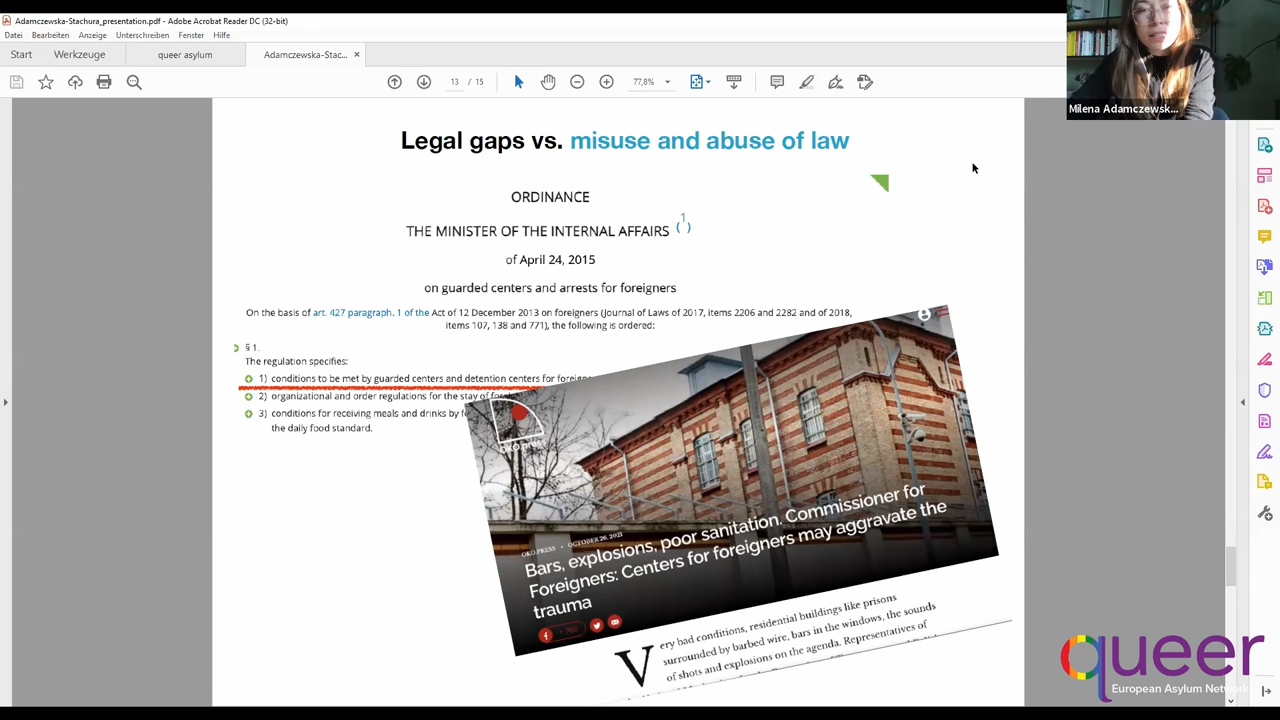 Adamczewska-Stachura_presentation.pdf - Adobe Acrobat Reader DC (32-bit)
Datei Bearbeiten Anzeige Unterschreiben Fenster Hilfe
Start Werkzeuge queer asylum Adamczewska-Stac... ×
13 / 15 77,8%
Milena Adamczewsk...
Legal gaps vs. misuse and abuse of law
ORDINANCE
THE MINISTER OF THE INTERNAL AFFAIRS (1)
of April 24, 2015
on guarded centers and arrests for foreigners
On the basis of art. 427 paragraph. 1 of the Act of 12 December 2013 on foreigners (Journal of Laws of 2017, items 2206 and 2282 and of 2018,
items 107, 138 and 771), the following is ordered:
§ 1.
The regulation specifies:
1) conditions to be met by guarded centers and detention centers for
2) organizational and order regulations for the stay of
3) conditions for receiving meals and drinks by
the daily food standard.
OKO.press
OKO.PRESS • OCTOBER 26, 2021
Bars, explosions, poor sanitation. Commissioner for
Foreigners: Centers for foreigners may aggravate the
trauma
Very bad conditions, residential buildings like prisons
surrounded by barbed wire, bars in the windows, the sounds
of shots and explosions on the agenda. Representatives of
queer
European Asylum Network